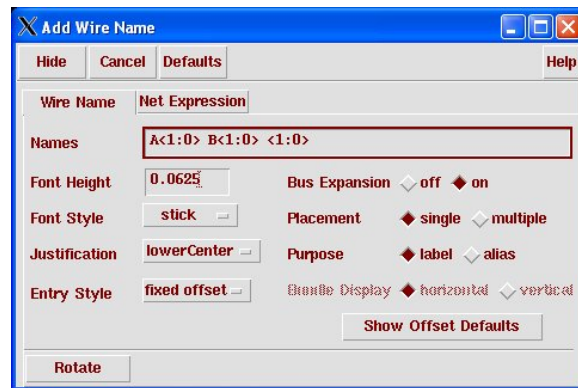 Add Wire Name
Hide Cancel Defaults Help
Wire Name Net Expression
Names A<1:0> B<1:0> <1:0>
Font Height 0.0625 Bus Expansion off on
Font Style stick Placement single multiple
Justification lowerCenter Purpose label alias
Entry Style fixed offset Bundle Display horizontal vertical
Show Offset Defaults
Rotate